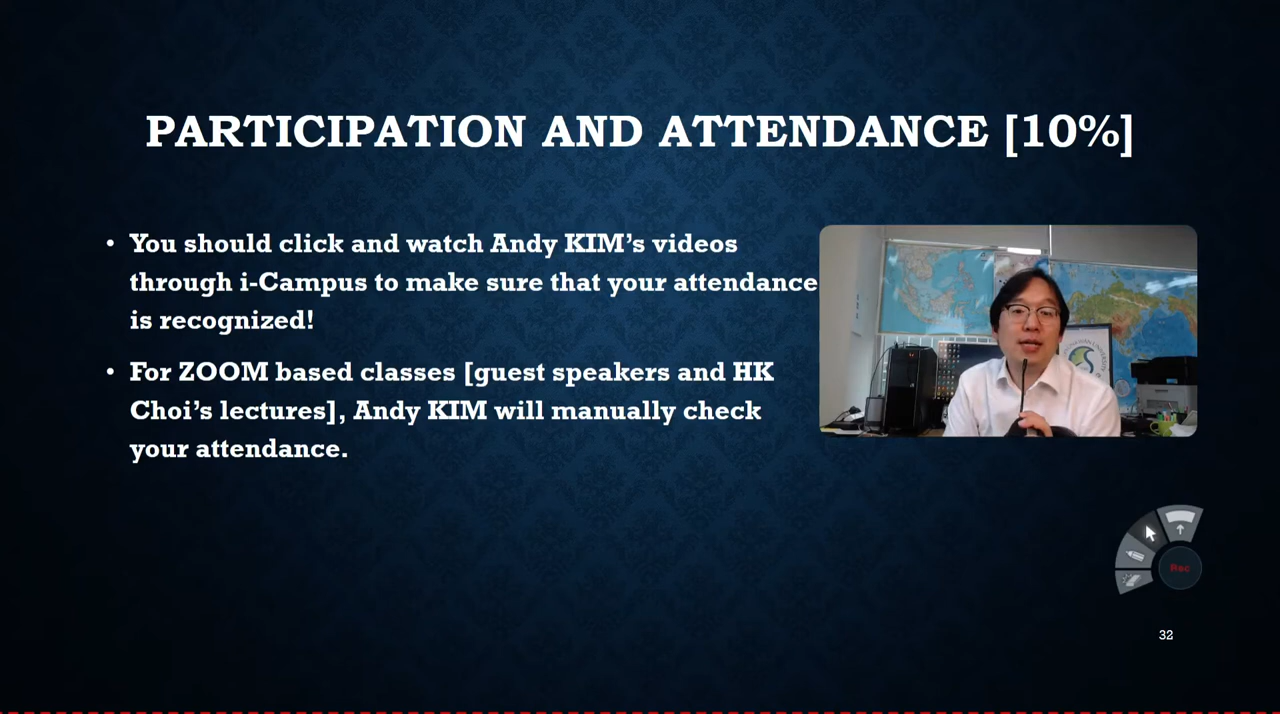 PARTICIPATION AND ATTENDANCE [10%]
• You should click and watch Andy KIM's videos
through i-Campus to make sure that your attendance
is recognized!
• For ZOOM based classes [guest speakers and HK
Choi's lectures], Andy KIM will manually check
your attendance.
Rec
32